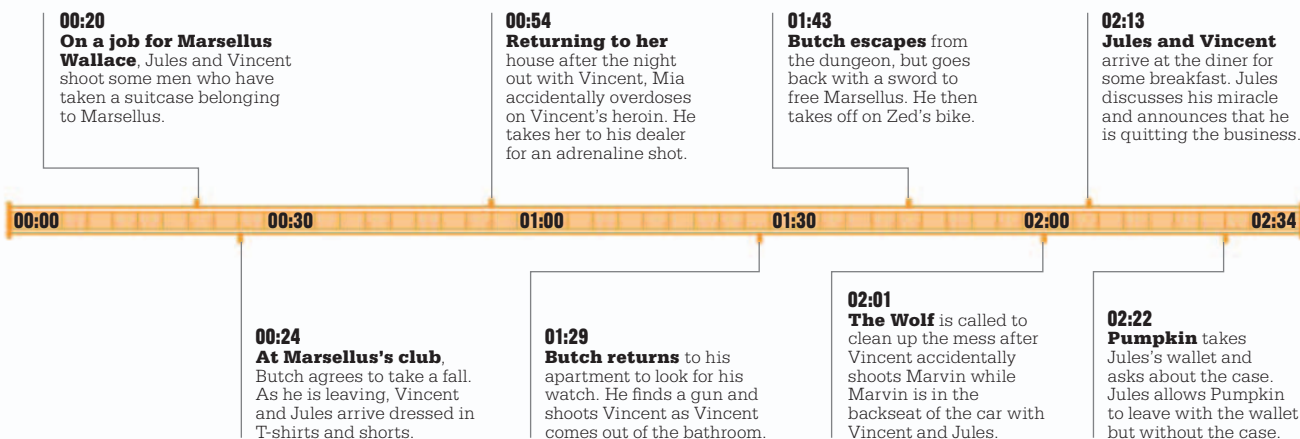 00:20
On a job for Marsellus
Wallace, Jules and Vincent
shoot some men who have
taken a suitcase belonging
to Marsellus.
00:54
Returning to her
house after the night
out with Vincent, Mia
accidentally overdoses
on Vincent's heroin. He
takes her to his dealer
for an adrenaline shot.
01:43
Butch escapes from
the dungeon, but goes
back with a sword to
free Marsellus. He then
takes off on Zed's bike.
02:13
Jules and Vincent
arrive at the diner for
some breakfast. Jules
discusses his miracle
and announces that he
is quitting the business.
00:00 00:30 01:00 01:30 02:00 02:34
00:24
At Marsellus's club,
Butch agrees to take a fall.
As he is leaving, Vincent
and Jules arrive dressed in
T-shirts and shorts.
01:29
Butch returns to his
apartment to look for his
watch. He finds a gun and
shoots Vincent as Vincent
comes out of the bathroom.
02:01
The Wolf is called to
clean up the mess after
Vincent accidentally
shoots Marvin while
Marvin is in the
backseat of the car with
Vincent and Jules.
02:22
Pumpkin takes
Jules's wallet and
asks about the case.
Jules allows Pumpkin
to leave with the wallet
but without the case.